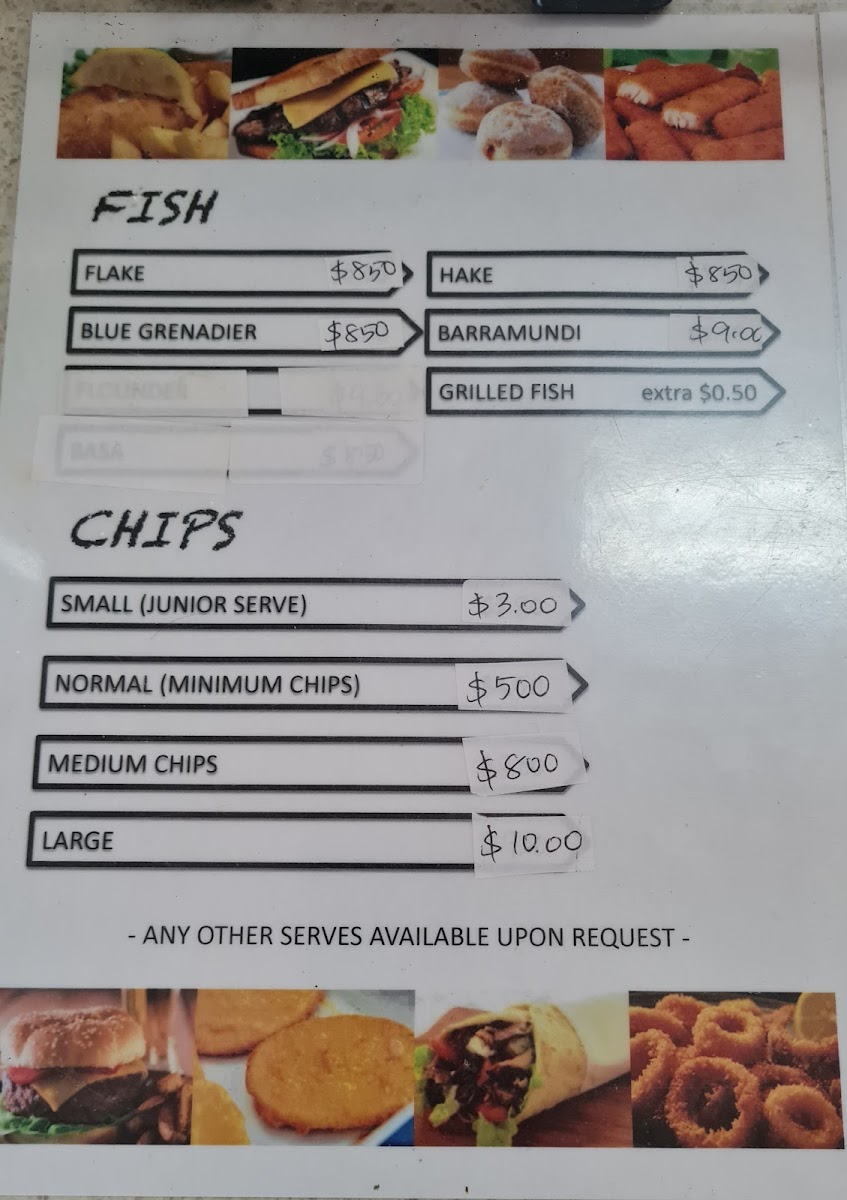 FISH
FLAKE $850
HAKE $850
BLUE GRENADIER $850
BARRAMUNDI $9.00
FLOUNDER
GRILLED FISH extra $0.50
BASA
CHIPS
SMALL (JUNIOR SERVE) $3.00
NORMAL (MINIMUM CHIPS) $500
MEDIUM CHIPS $800
LARGE $10.00
- ANY OTHER SERVES AVAILABLE UPON REQUEST -